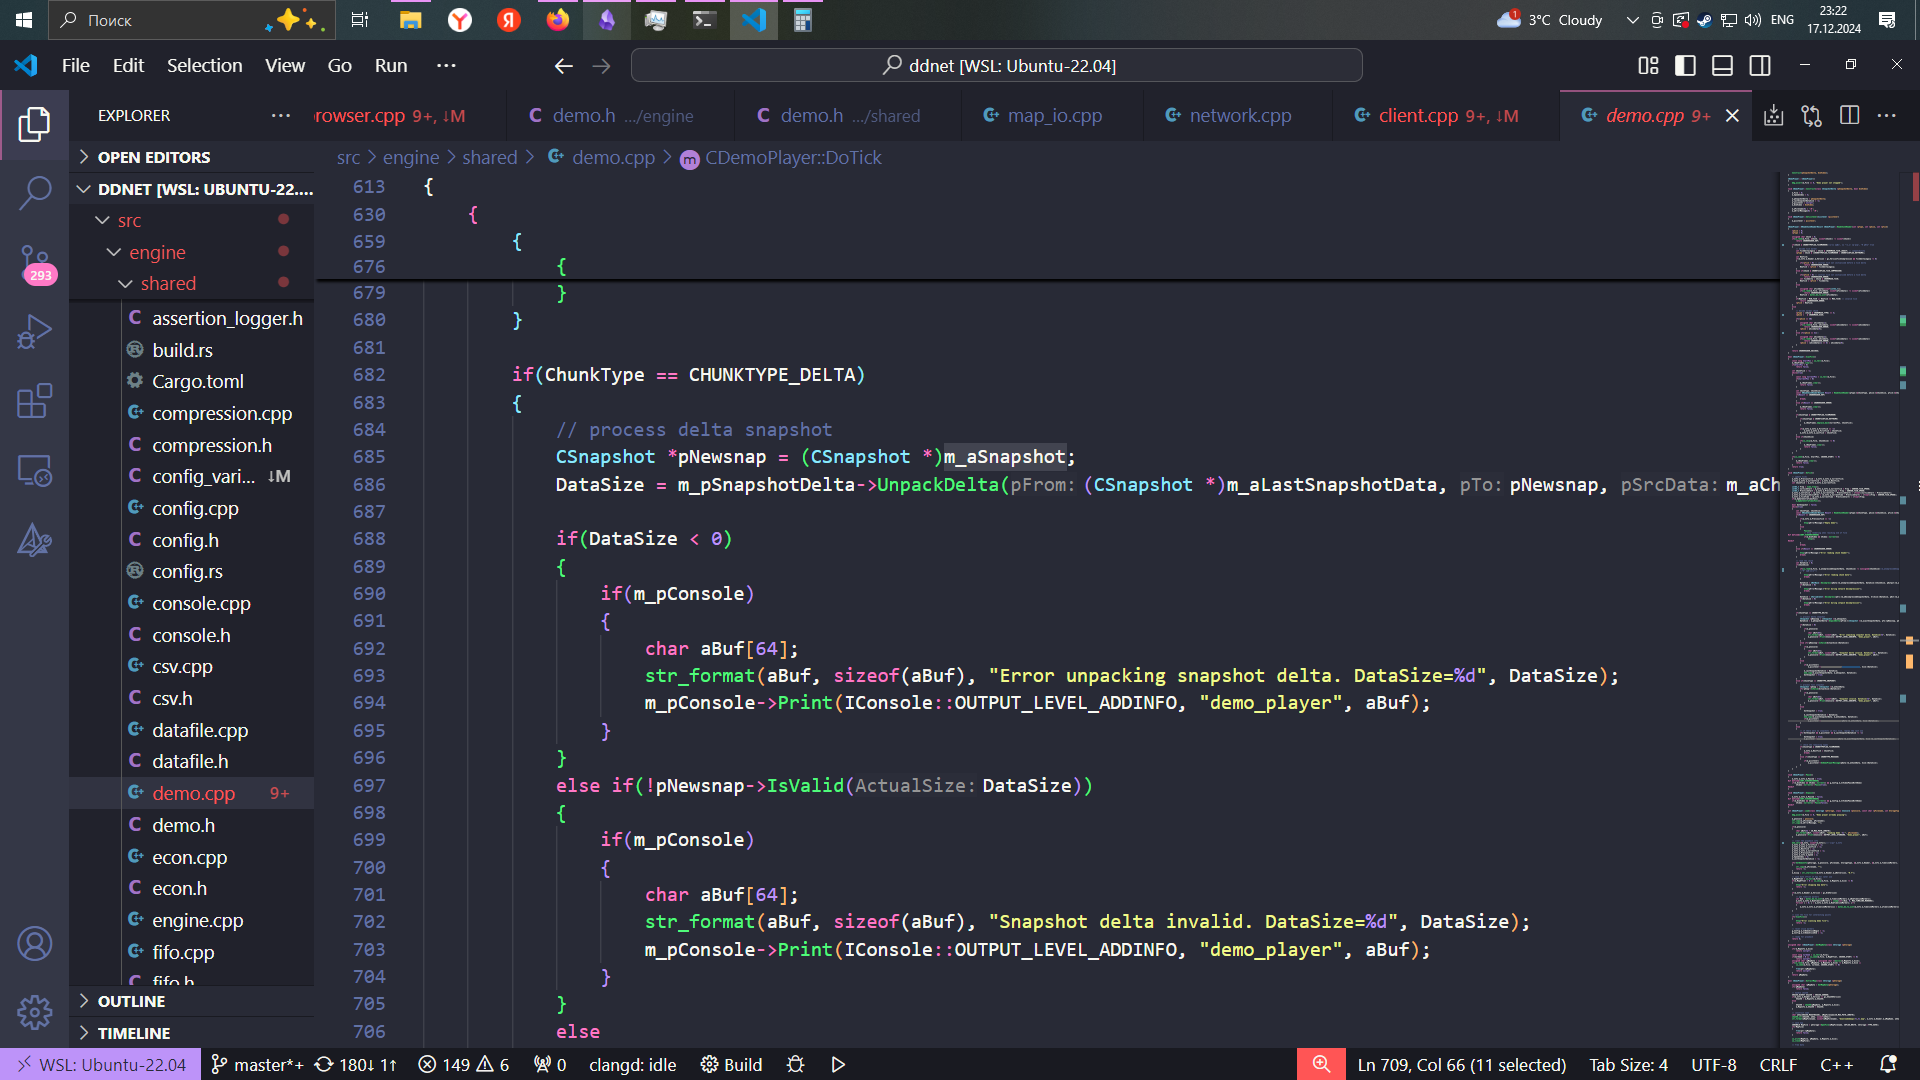 Поиск
3°C Cloudy
ENG
23:22
17.12.2024
File Edit Selection View Go Run ···
ddnet [WSL: Ubuntu-22.04]
EXPLORER
rowser.cpp 9+, ↓M
demo.h .../engine
demo.h .../shared
map_io.cpp
network.cpp
client.cpp 9+, ↓M
demo.cpp 9+
src > engine > shared > demo.cpp > CDemoPlayer::DoTick
OPEN EDITORS
DDNET [WSL: UBUNTU-22....
src
engine
shared
assertion_logger.h
build.rs
Cargo.toml
compression.cpp
compression.h
config_vari... ↓M
config.cpp
config.h
config.rs
console.cpp
console.h
csv.cpp
csv.h
datafile.cpp
datafile.h
demo.cpp 9+
demo.h
econ.cpp
econ.h
engine.cpp
fifo.cpp
fifo.h
OUTLINE
TIMELINE
293
613 {
630 {
659 {
676 {
679 }
680 }
681
682 if(ChunkType == CHUNKTYPE_DELTA)
683 {
684 // process delta snapshot
685 CSnapshot *pNewsnap = (CSnapshot *)m_aSnapshot;
686 DataSize = m_pSnapshotDelta->UnpackDelta(pFrom: (CSnapshot *)m_aLastSnapshotData, pTo: pNewsnap, pSrcData: m_aCh
687
688 if(DataSize < 0)
689 {
690 if(m_pConsole)
691 {
692 char aBuf[64];
693 str_format(aBuf, sizeof(aBuf), "Error unpacking snapshot delta. DataSize=%d", DataSize);
694 m_pConsole->Print(IConsole::OUTPUT_LEVEL_ADDINFO, "demo_player", aBuf);
695 }
696 }
697 else if(!pNewsnap->IsValid(ActualSize: DataSize))
698 {
699 if(m_pConsole)
700 {
701 char aBuf[64];
702 str_format(aBuf, sizeof(aBuf), "Snapshot delta invalid. DataSize=%d", DataSize);
703 m_pConsole->Print(IConsole::OUTPUT_LEVEL_ADDINFO, "demo_player", aBuf);
704 }
705 }
706 else
WSL: Ubuntu-22.04 master*+ 180↓ 1↑ 149 6 0 clangd: idle Build
Ln 709, Col 66 (11 selected) Tab Size: 4 UTF-8 CRLF C++